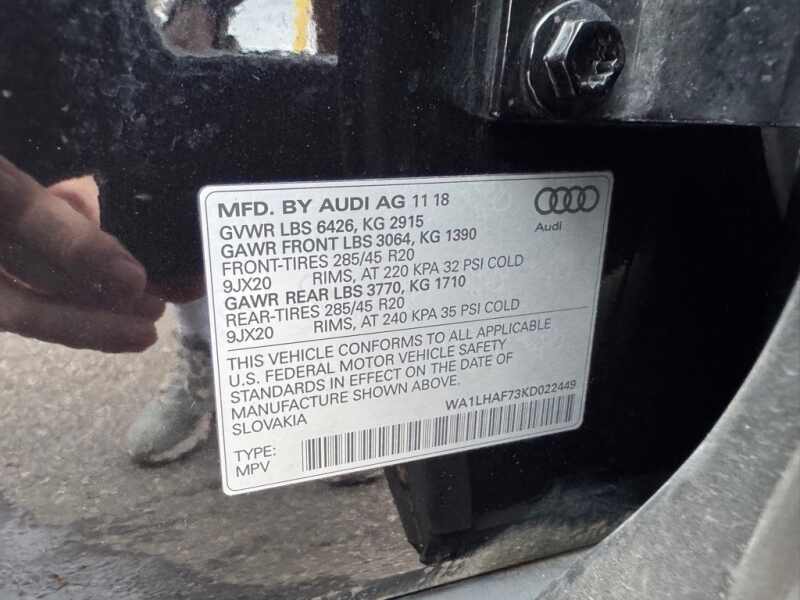 MFD. BY AUDI AG 11 18
GVWR LBS 6426, KG 2915
GAWR FRONT LBS 3064, KG 1390
FRONT-TIRES 285/45 R20
9JX20 RIMS, AT 220 KPA 32 PSI COLD
GAWR REAR LBS 3770, KG 1710
REAR-TIRES 285/45 R20
9JX20 RIMS, AT 240 KPA 35 PSI COLD
Audi
THIS VEHICLE CONFORMS TO ALL APPLICABLE
U.S. FEDERAL MOTOR VEHICLE SAFETY
STANDARDS IN EFFECT ON THE DATE OF
MANUFACTURE SHOWN ABOVE.
SLOVAKIA
WA1LHAF73KD022449
TYPE:
MPV